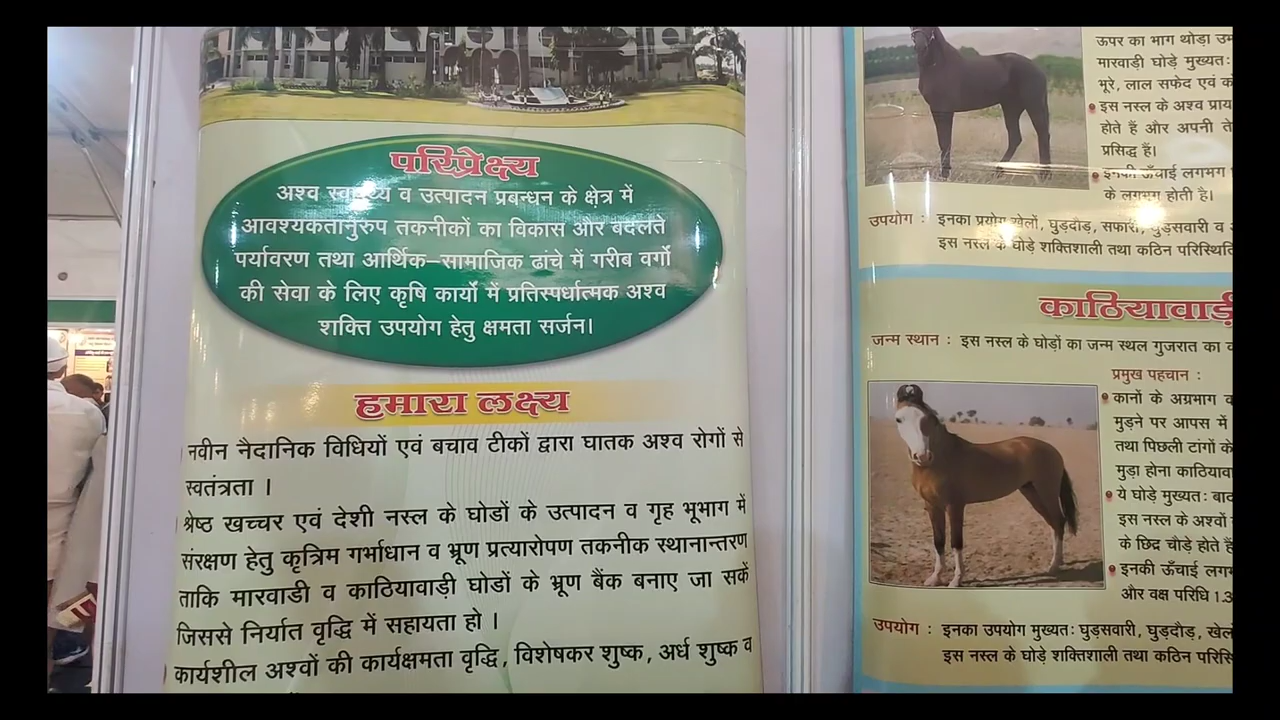 परिप्रेक्ष्य
अश्व स्वास्थ्य व उत्पादन प्रबन्धन के क्षेत्र में
आवश्यकतानुरुप तकनीकों का विकास और बदलते
पर्यावरण तथा आर्थिक–सामाजिक ढांचे में गरीब वर्गो
की सेवा के लिए कृषि कार्यों में प्रतिस्पर्धात्मक अश्व
शक्ति उपयोग हेतु क्षमता सर्जन।
हमारा लक्ष्य
नवीन नैदानिक विधियों एवं बचाव टीकों द्वारा घातक अश्व रोगों से
स्वतंत्रता ।
श्रेष्ठ खच्चर एवं देशी नस्ल के घोडों के उत्पादन व गृह भूभाग में
संरक्षण हेतु कृत्रिम गर्भाधान व भ्रूण प्रत्यारोपण तकनीक स्थानान्तरण
ताकि मारवाडी व काठियावाड़ी घोडों के भ्रूण बैंक बनाए जा सकें
जिससे निर्यात वृद्धि में सहायता हो ।
कार्यशील अश्वों की कार्यक्षमता वृद्धि, विशेषकर शुष्क, अर्ध शुष्क व
ऊपर का भाग थोड़ा
मारवाड़ी घोड़े मुख्यतः
भूरे, लाल सफेद एवं
इस नस्ल के अश्व प्राय
होते हैं और अपनी
प्रसिद्ध हैं।
इनकी ऊँचाई लगभग
के लगभग होती है।
उपयोग : इनका प्रयोग खेलों, घुड़दौड़, सफारी, घुड़सवारी व
इस नस्ल के घोड़े शक्तिशाली तथा कठिन
काठियावाड़ी
जन्म स्थान : इस नस्ल के घोड़ों का जन्म स्थल गुजरात का
प्रमुख पहचान :
कानों के अग्रभाग
मुड़ने पर आपस में
तथा पिछली टांगों के
मुड़ा होना
ये घोड़े मुख्यतः
इस नस्ल के अश्वों
के छिद्र चौड़े होते हैं
इनकी ऊँचाई
और वक्ष परिधि 1.3
उपयोग : इनका उपयोग मुख्यतः घुड़सवारी, घुड़दौड़,
इस नस्ल के घोड़े शक्तिशाली तथा कठिन